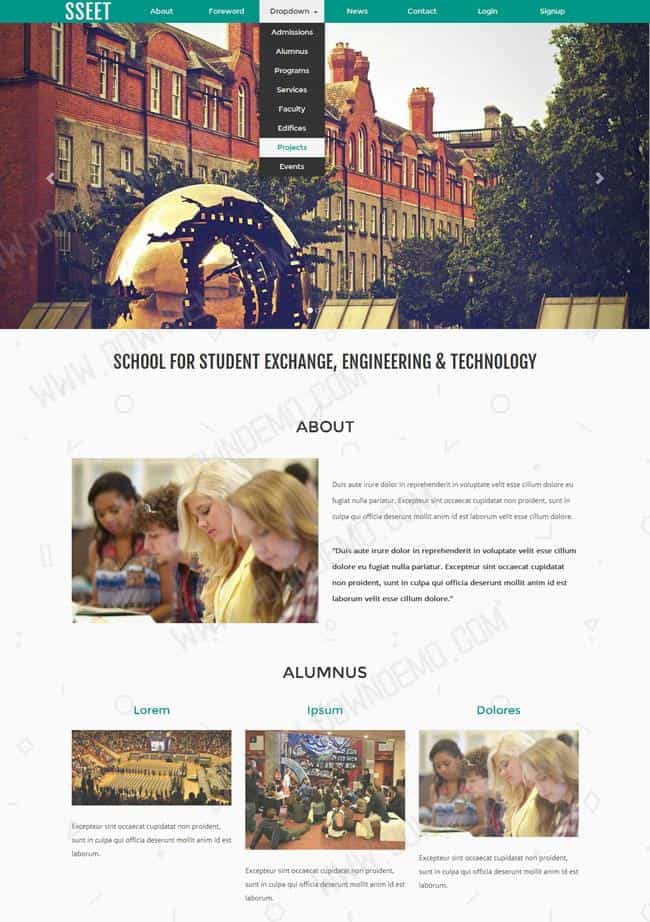 SSEET
About
Foreword
Dropdown
News
Contact
Login
Signup
Admissions
Alumnus
Programs
Services
Faculty
Edifices
Projects
Events
SCHOOL FOR STUDENT EXCHANGE, ENGINEERING & TECHNOLOGY
ABOUT
Duis aute irure dolor in reprehenderit in voluptate velit esse cillum dolore eu
fugiat nulla pariatur. Excepteur sint occaecat cupidatat non proident, sunt in
culpa qui officia deserunt mollit anim id est laborum velit esse cillum dolore.
"Duis aute irure dolor in reprehenderit in voluptate velit esse cillum
dolore eu fugiat nulla pariatur. Excepteur sint occaecat cupidatat
non proident, sunt in culpa qui officia deserunt mollit anim id est
laborum velit esse cillum dolore."
ALUMNUS
Lorem
Ipsum
Dolores
Excepteur sint occaecat cupidatat non proident,
sunt in culpa qui officia deserunt mollit anim id est
laborum.
Excepteur sint occaecat cupidatat non proident,
sunt in culpa qui officia deserunt mollit anim id est
laborum.
Excepteur sint occaecat cupidatat non proident,
sunt in culpa qui officia deserunt mollit anim id est
laborum.
WWW.DOWNDEMO.COM
WWW.DOWNDEMO.COM